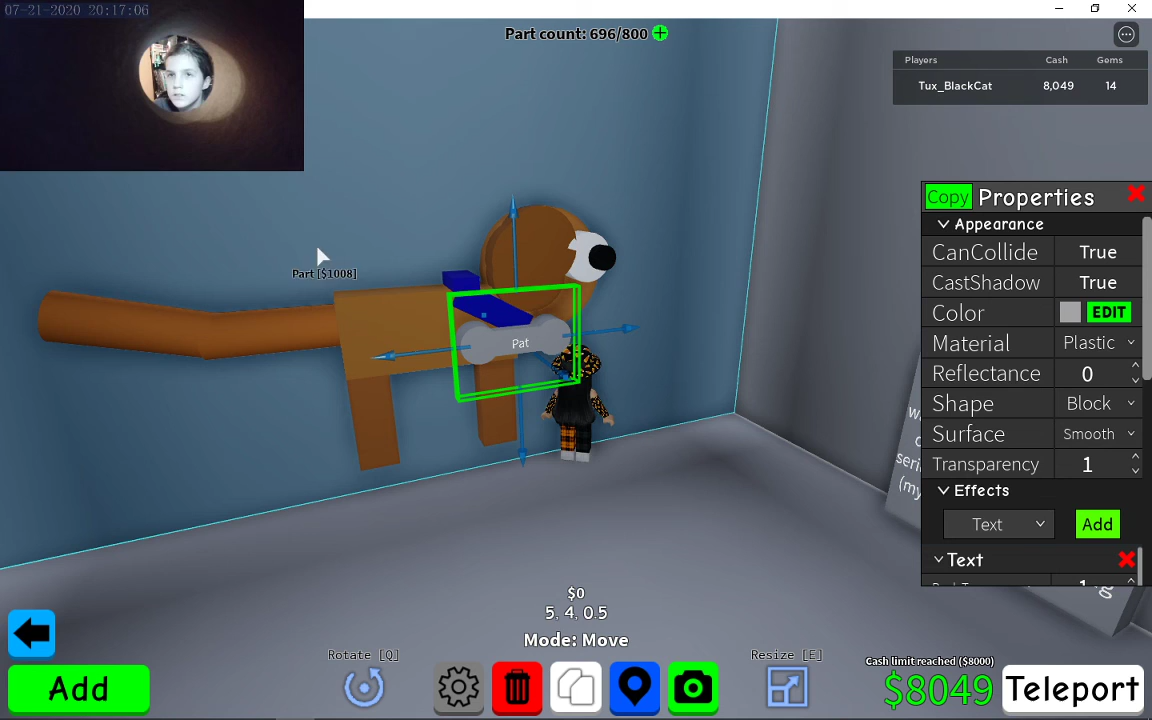 07-21-2020 20:17:06
Part count: 696/800
Players Cash Gems
Tux_BlackCat 8,049 14
Copy Properties
Appearance
CanCollide True
CastShadow True
Color EDIT
Material Plastic
Reflectance 0
Shape Block
Surface Smooth
Transparency 1
Effects
Text Add
Text
Part [$1008]
Pat
$0
5, 4, 0.5
Mode: Move
Rotate [Q]
Resize [E]
Cash limit reached ($8000)
$8049
Add
Teleport